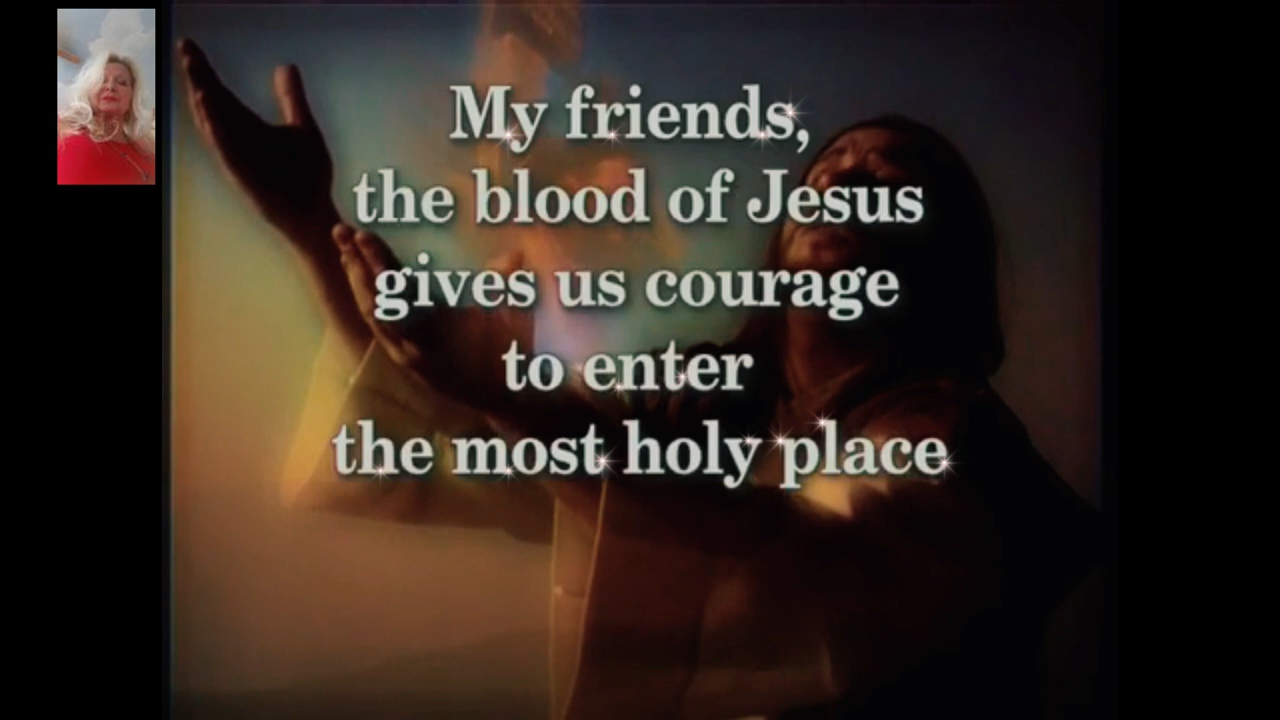 My friends,
the blood of Jesus
gives us courage
to enter
the most holy place